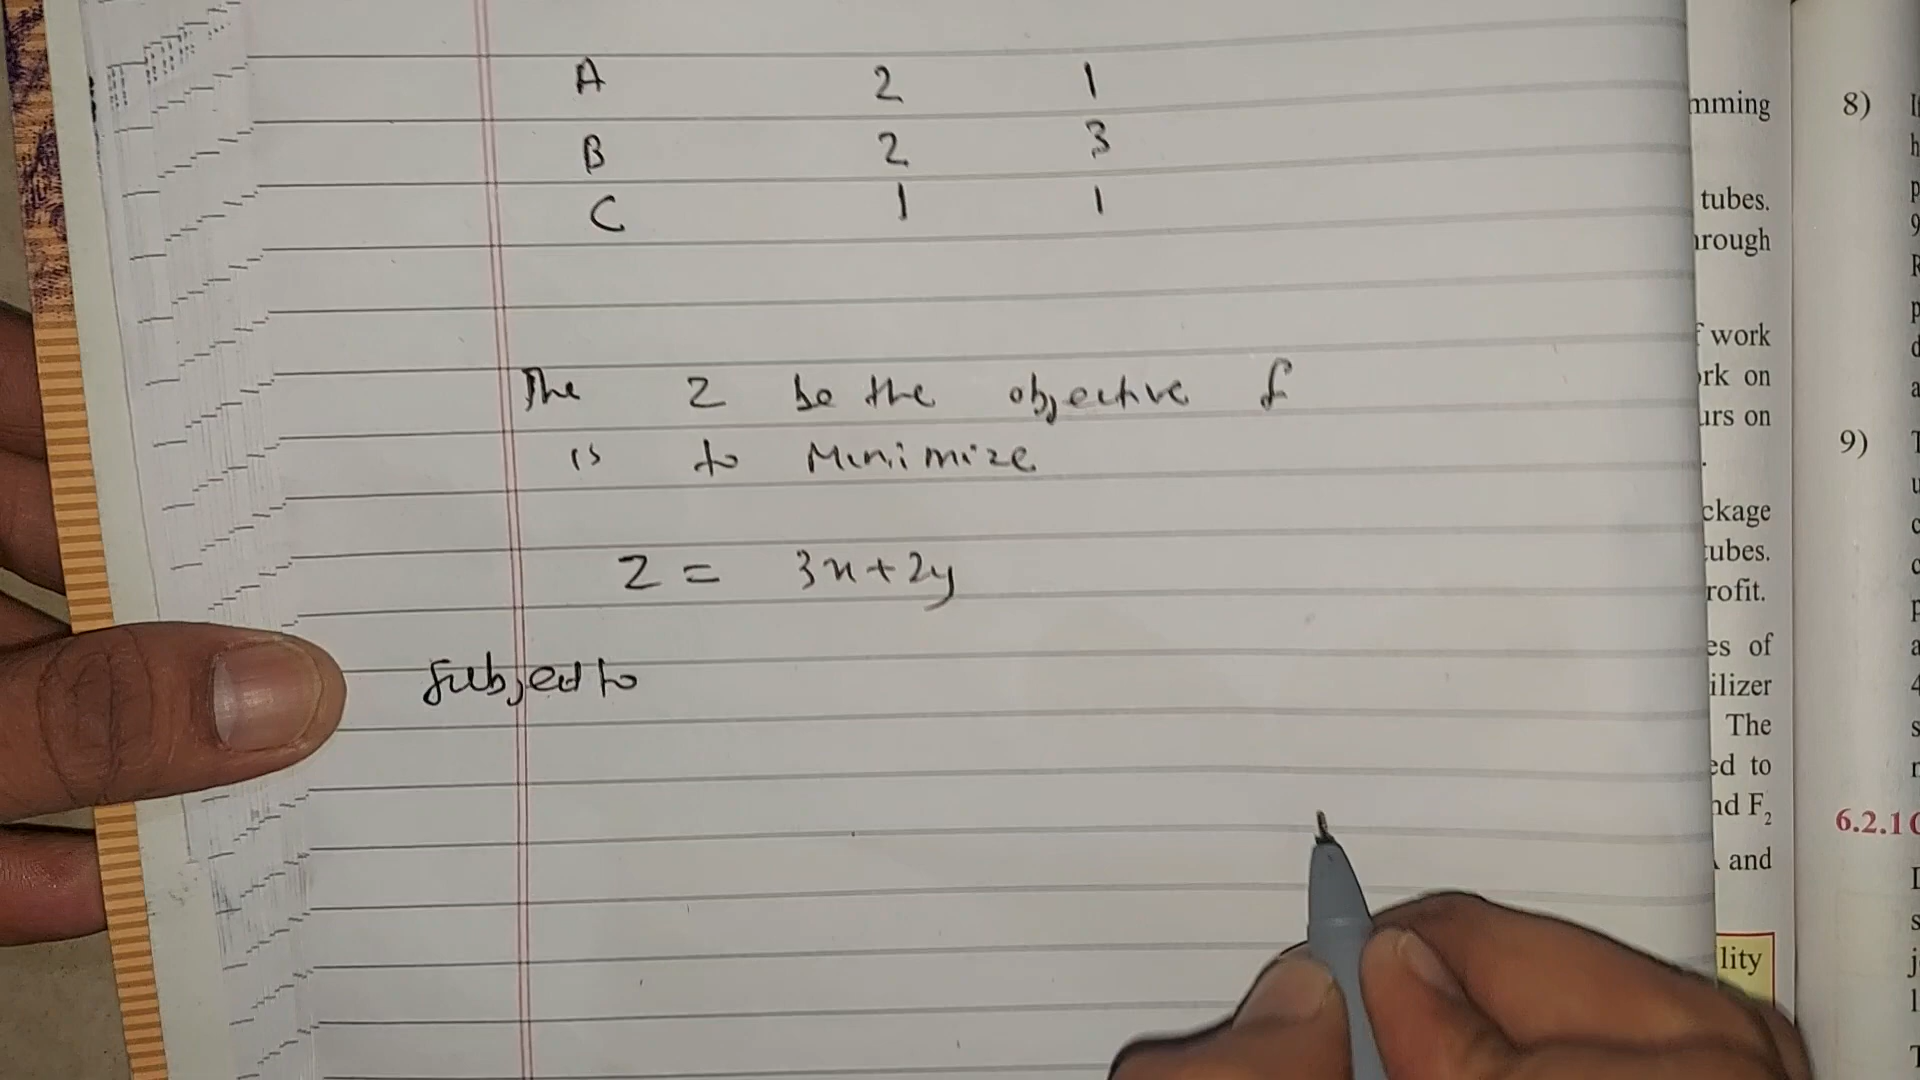 A 2 1
B 2 3
C 1 1
The Z be the objective f
is to Minimize
Z = 3x+2y
Subject to
mming
tubes.
rough
work
rk on
urs on
ckage
tubes.
rofit.
es of
ilizer
The
ed to
nd F2
and
lity
8)
9)
6.2.1